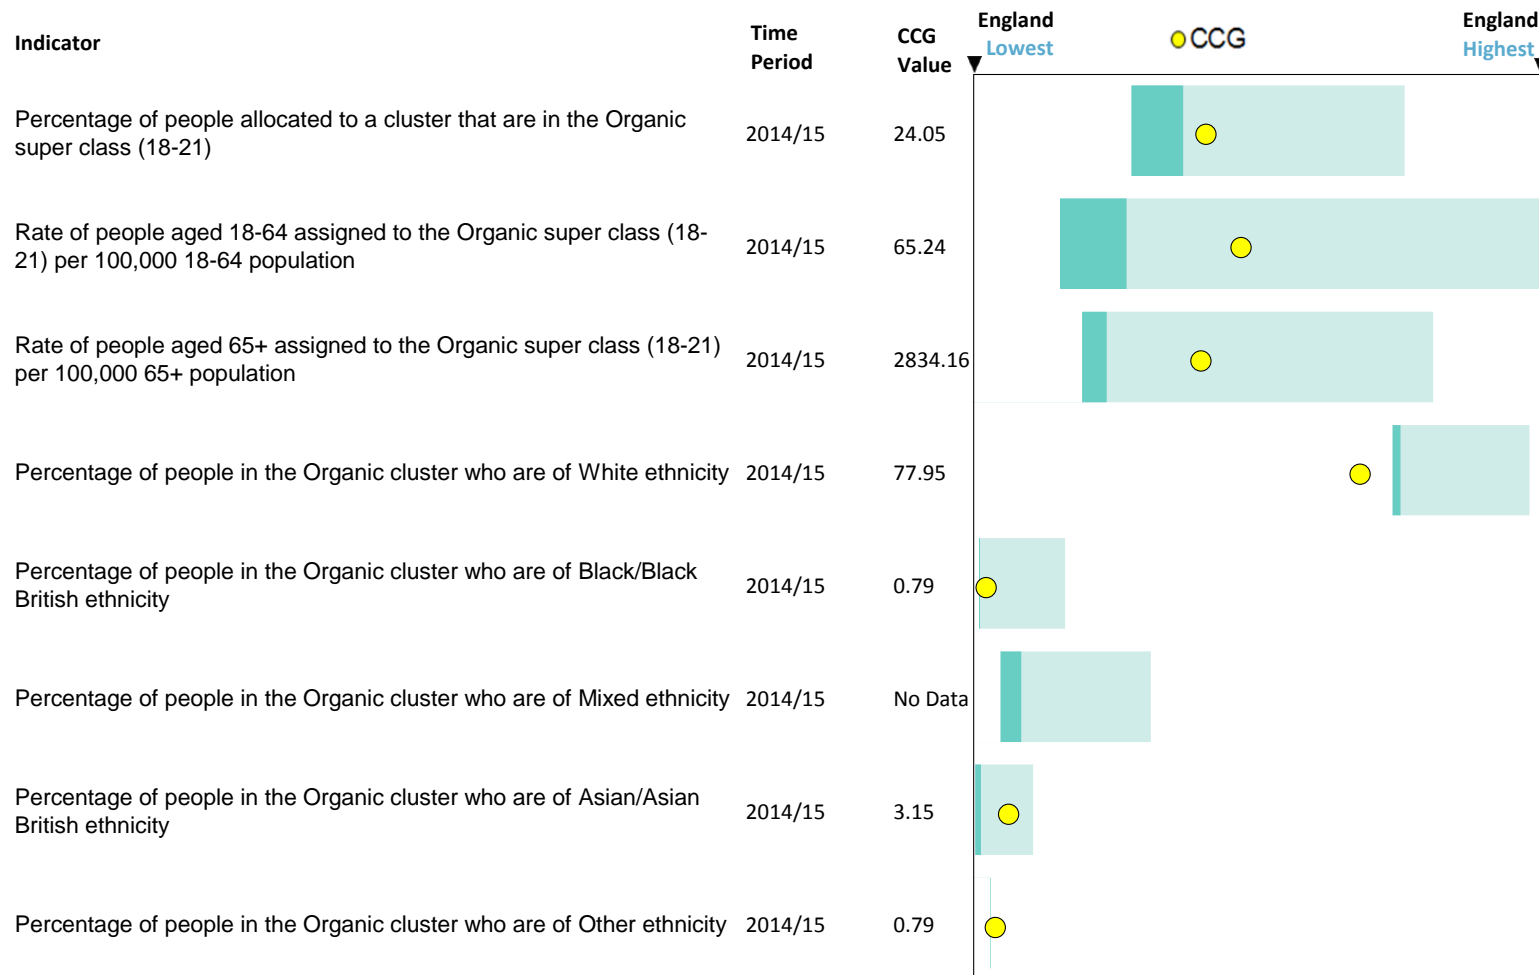 Indicator
Time
Period
CCG
Value
England
Lowest
CCG
England
Highest
Percentage of people allocated to a cluster that are in the Organic
super class (18-21)
2014/15
24.05
Rate of people aged 18-64 assigned to the Organic super class (18-
21) per 100,000 18-64 population
2014/15
65.24
Rate of people aged 65+ assigned to the Organic super class (18-21)
per 100,000 65+ population
2014/15
2834.16
Percentage of people in the Organic cluster who are of White ethnicity
2014/15
77.95
Percentage of people in the Organic cluster who are of Black/Black
British ethnicity
2014/15
0.79
Percentage of people in the Organic cluster who are of Mixed ethnicity
2014/15
No Data
Percentage of people in the Organic cluster who are of Asian/Asian
British ethnicity
2014/15
3.15
Percentage of people in the Organic cluster who are of Other ethnicity
2014/15
0.79